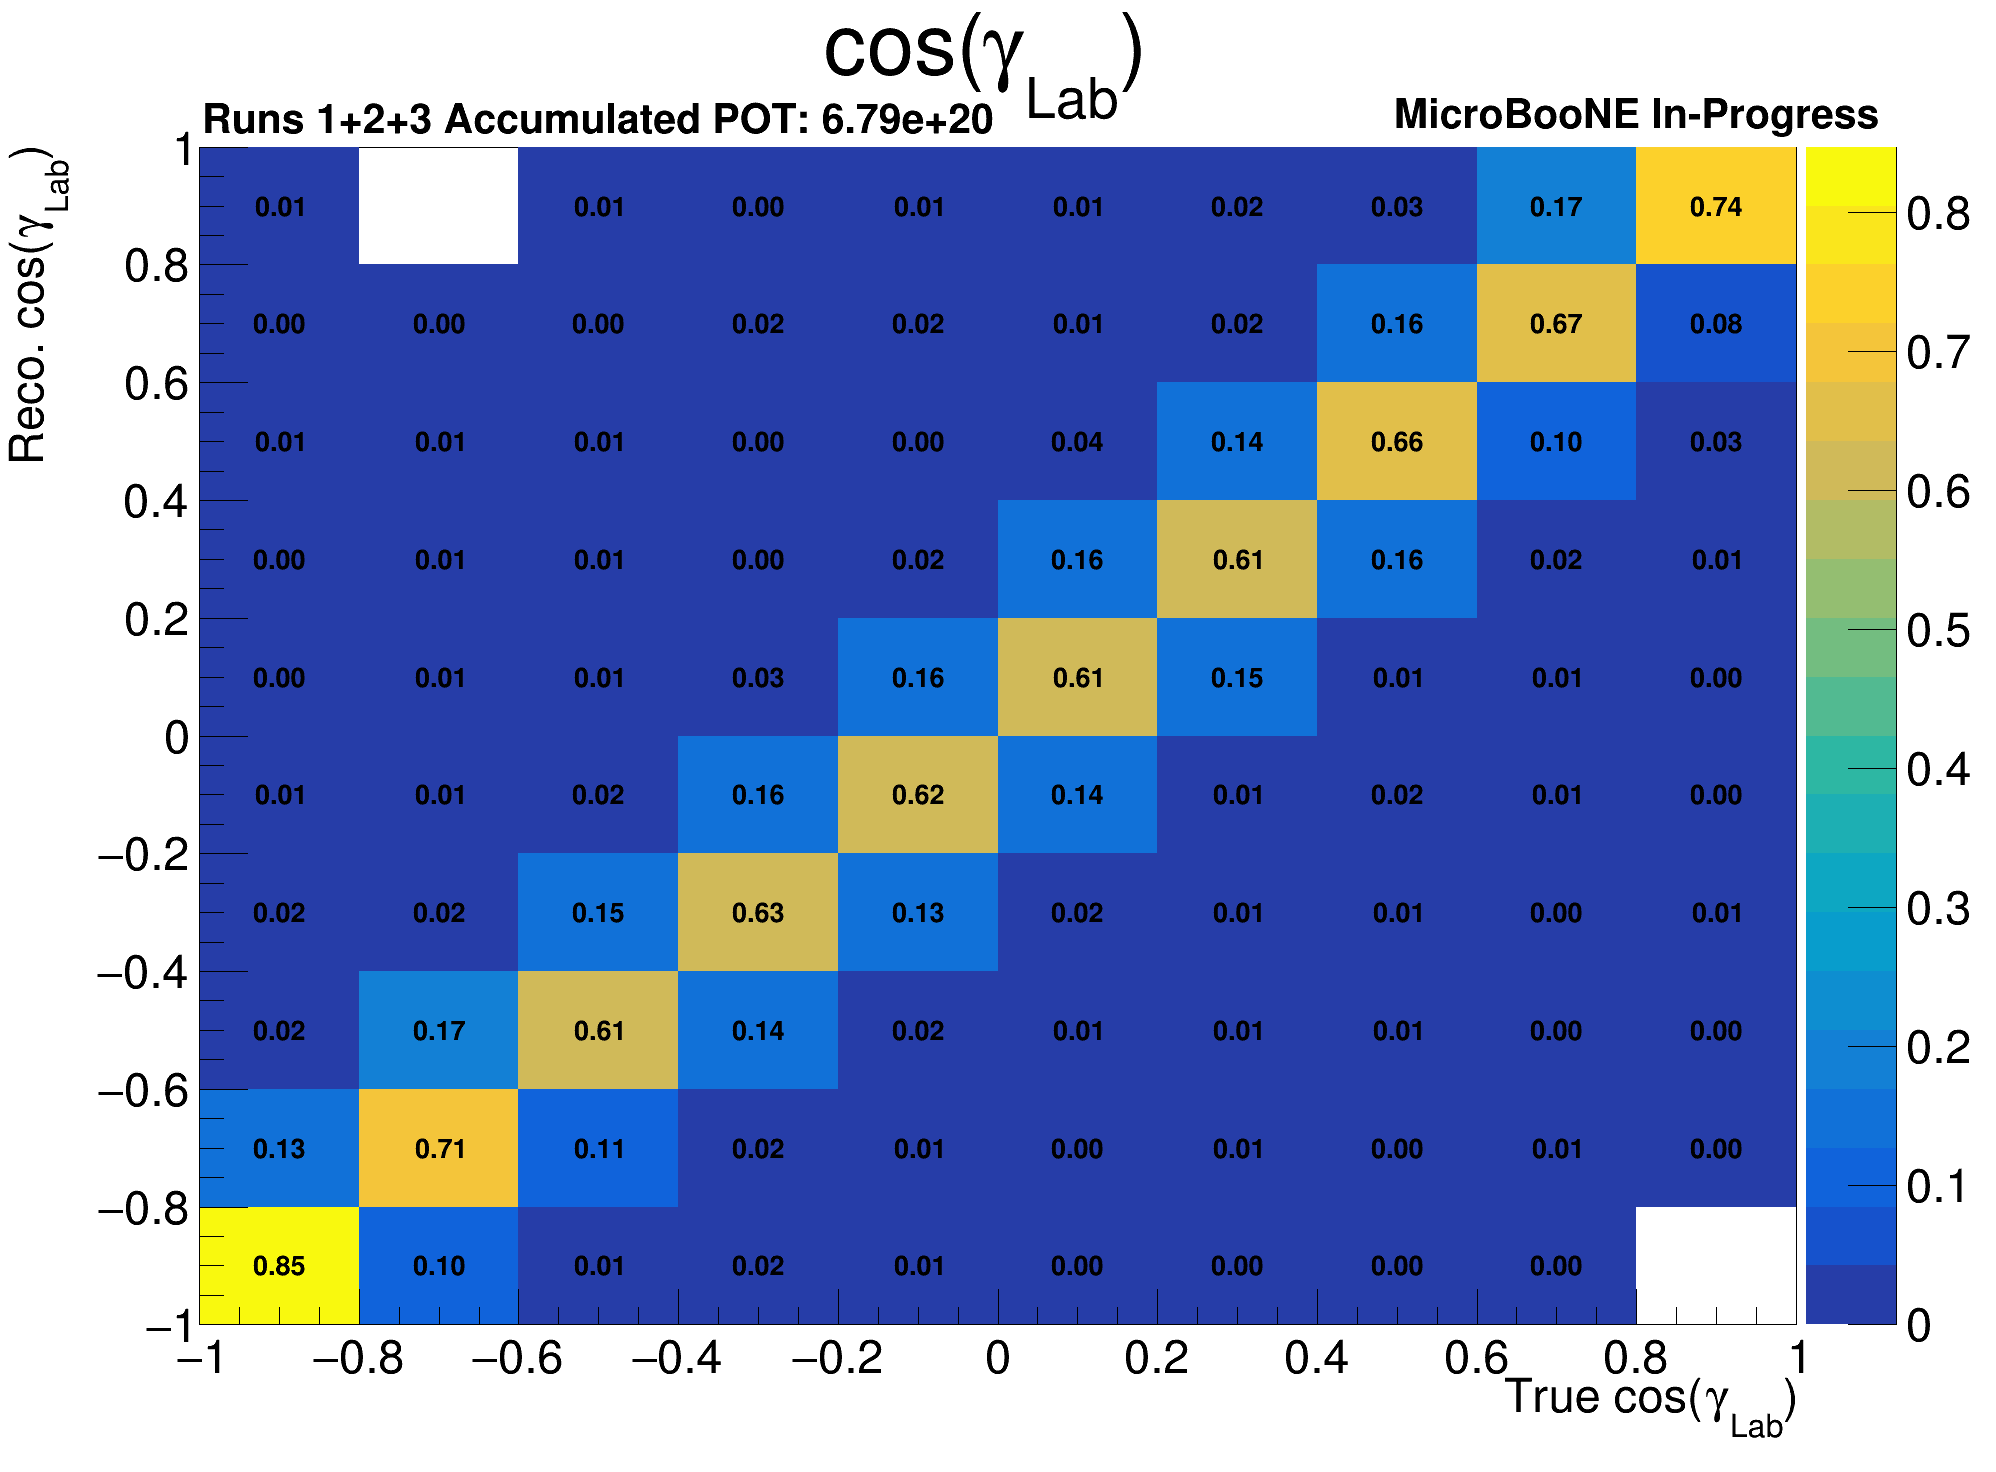 cos(γ_Lab)
Runs 1+2+3 Accumulated POT: 6.79e+20
MicroBooNE In-Progress
Reco. cos(γ_Lab)
1 0.01 0.01 0.00 0.01 0.01 0.02 0.03 0.17 0.74 0.8
0.8 0.00 0.00 0.00 0.02 0.02 0.01 0.02 0.16 0.67 0.08 0.7
0.6 0.01 0.01 0.01 0.00 0.00 0.04 0.14 0.66 0.10 0.03 0.6
0.4 0.00 0.01 0.01 0.00 0.02 0.16 0.61 0.16 0.02 0.01
0.2 0.00 0.01 0.01 0.03 0.16 0.61 0.15 0.01 0.01 0.00 0.5
0 0.01 0.01 0.02 0.16 0.62 0.14 0.01 0.02 0.01 0.00 0.4
−0.2 0.02 0.02 0.15 0.63 0.13 0.02 0.01 0.01 0.00 0.01 0.3
−0.4 0.02 0.17 0.61 0.14 0.02 0.01 0.01 0.01 0.00 0.00 0.2
−0.6 0.13 0.71 0.11 0.02 0.01 0.00 0.01 0.00 0.01 0.00 0.1
−0.8 0.85 0.10 0.01 0.02 0.01 0.00 0.00 0.00 0.00
−1 0
−1 −0.8 −0.6 −0.4 −0.2 0 0.2 0.4 0.6 0.8 1
True cos(γ_Lab)